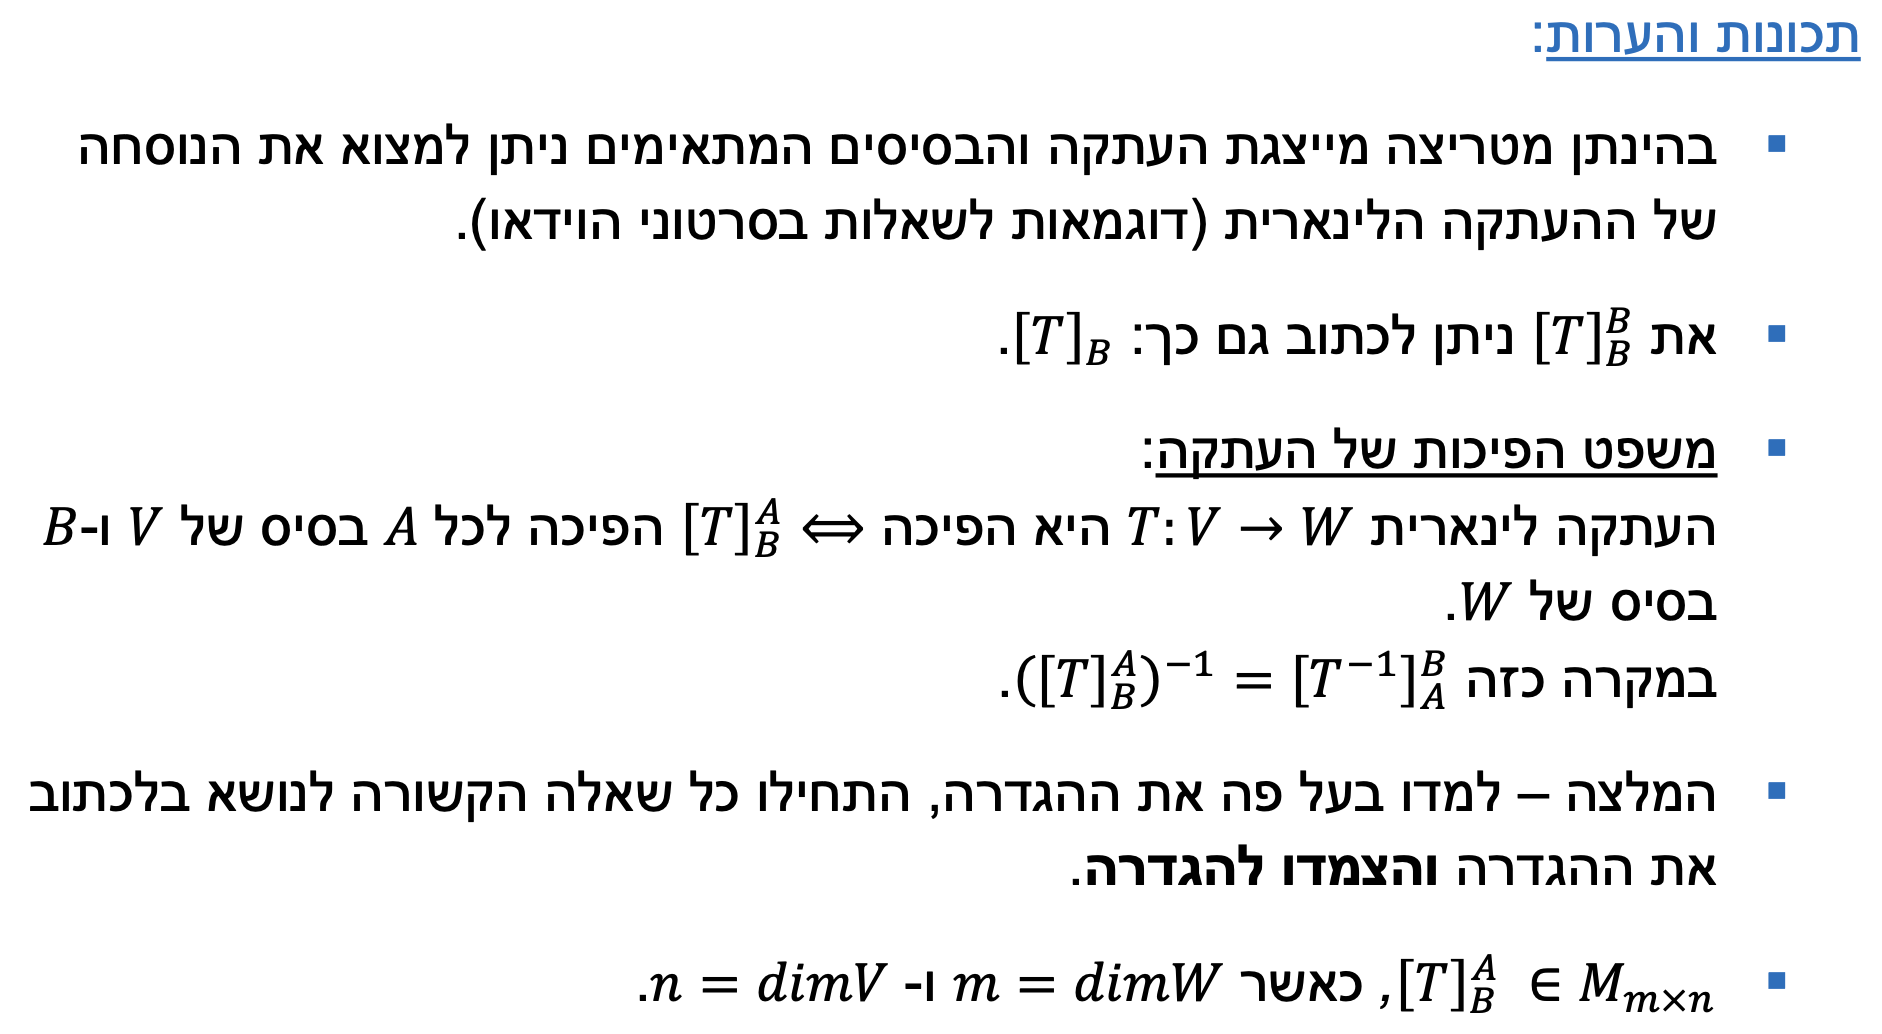 תכונות והערות:
▪ בהינתן מטריצה מייצגת העתקה והבסיסים המתאימים ניתן למצוא את הנוסחה
של ההעתקה הלינארית (דוגמאות לשאלות בסרטוני הוידאו).
▪ את $[T]_B^B$ ניתן לכתוב גם כך: $[T]_B$.
▪ משפט הפיכות של העתקה:
העתקה לינארית $T: V \rightarrow W$ היא הפיכה $\Leftrightarrow$ $[T]_B^A$ הפיכה לכל $A$ בסיס של $V$ ו-$B$
בסיס של $W$.
במקרה כזה $([T]_B^A)^{-1} = [T^{-1}]_A^B$.
▪ המלצה – למדו בעל פה את ההגדרה, התחילו כל שאלה הקשורה לנושא בלכתוב
את ההגדרה והצמדו להגדרה.
▪ $[T]_B^A \in M_{m \times n}$, כאשר $m = dimW$ ו- $n = dimV$.